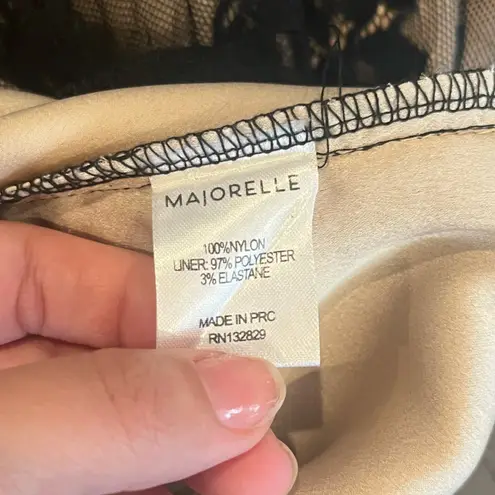 MAJORELLE
100%NYLON
LINER: 97% POLYESTER
3% ELASTANE
MADE IN PRC
RN132829